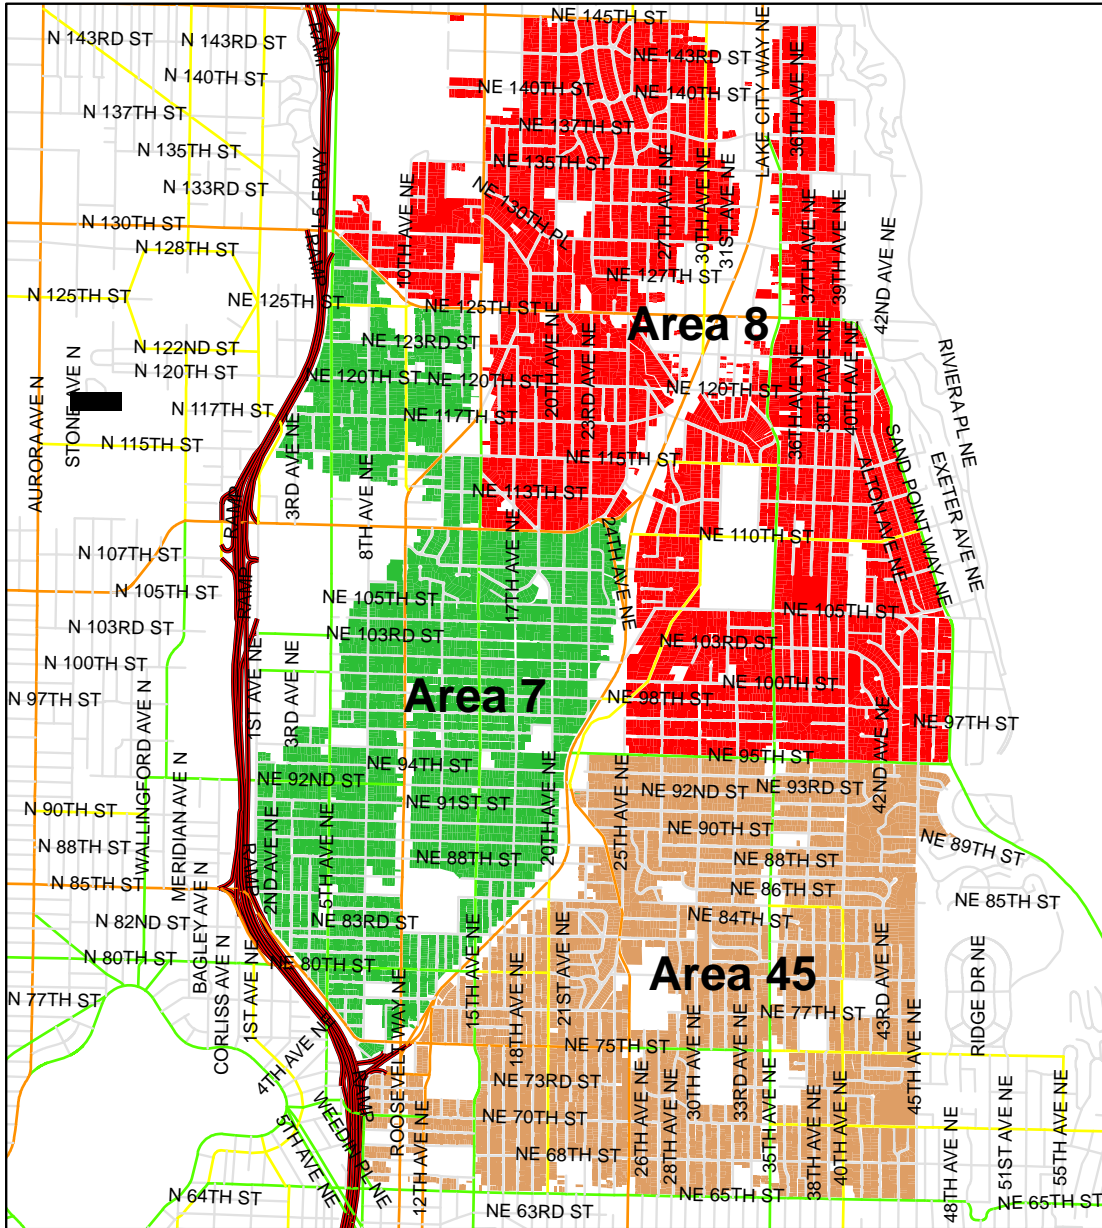 NE 145TH ST
N 143RD ST
N 143RD ST
NE 143RD ST
N 140TH ST
NE 140TH ST
NE 140TH ST
N 137TH ST
NE 137TH ST
N 135TH ST
NE 135TH ST
N 133RD ST
NE 130TH PL
N 130TH ST
N 128TH ST
NE 127TH ST
N 125TH ST
NE 125TH ST
NE 125TH ST
Area 8
N 122ND ST
NE 123RD ST
N 120TH ST
NE 120TH ST
NE 120TH ST
NE 120TH ST
N 117TH ST
NE 117TH ST
N 115TH ST
NE 115TH ST
NE 113TH ST
NE 110TH ST
N 107TH ST
N 105TH ST
NE 105TH ST
NE 105TH ST
N 103RD ST
NE 103RD ST
NE 103RD ST
N 100TH ST
NE 100TH ST
N 97TH ST
Area 7
NE 98TH ST
NE 97TH ST
NE 95TH ST
NE 94TH ST
NE 92ND ST
NE 92ND ST
NE 93RD ST
N 90TH ST
NE 91ST ST
NE 90TH ST
N 88TH ST
NE 88TH ST
NE 88TH ST
NE 89TH ST
N 85TH ST
NE 86TH ST
NE 85TH ST
N 82ND ST
NE 83RD ST
NE 84TH ST
N 80TH ST
NE 80TH ST
Area 45
N 77TH ST
NE 77TH ST
NE 75TH ST
NE 73RD ST
NE 70TH ST
NE 68TH ST
N 64TH ST
NE 65TH ST
NE 65TH ST
NE 63RD ST
RAMP
I-5 FRWY
RAMP
RAMP
RAMP
RAMP
RAMP
LAKE CITY WAY NE
36TH AVE NE
10TH AVE NE
27TH AVE NE
30TH AVE NE
31ST AVE NE
37TH AVE NE
39TH AVE NE
42ND AVE NE
RIVIERA PL NE
EXETER AVE NE
SAND POINT WAY NE
ALTON AVE NE
AURORA AVE N
STONE AVE N
3RD AVE NE
8TH AVE NE
20TH AVE NE
23RD AVE NE
36TH AVE NE
38TH AVE NE
40TH AVE NE
17TH AVE NE
24TH AVE NE
WALLINGFORD AVE N
MERIDIAN AVE N
BAGLEY AVE N
CORLISS AVE N
1ST AVE NE
3RD AVE NE
2ND AVE NE
5TH AVE NE
20TH AVE NE
25TH AVE NE
42ND AVE NE
1ST AVE NE
4TH AVE NE
5TH AVE NE
WEEDIN PL NE
ROOSEVELT WAY NE
12TH AVE NE
15TH AVE NE
18TH AVE NE
21ST AVE NE
26TH AVE NE
28TH AVE NE
30TH AVE NE
33RD AVE NE
35TH AVE NE
38TH AVE NE
40TH AVE NE
43RD AVE NE
45TH AVE NE
RIDGE DR NE
48TH AVE NE
51ST AVE NE
55TH AVE NE